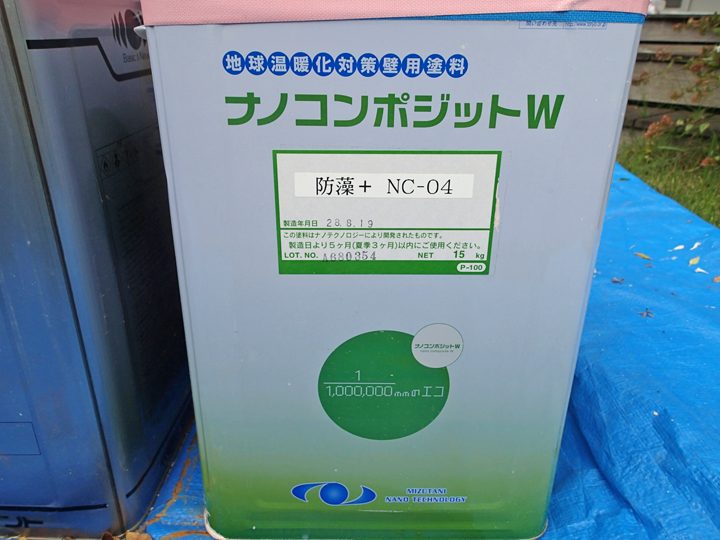 地球温暖化対策壁用塗料
ナノコンポジットW
防藻+ NC-04
製造年月日 28.8.19
この塗料はナノテクノロジーにより開発されたものです。
製造日より5ヶ月(夏季3ヶ月)以内にご使用ください。
LOT. NO. A680354 NET 15 kg
P-100
ナノコンポジットW
1
1,000,000mmのエコ
MIZUTANI
NANO TECHNOLOGY